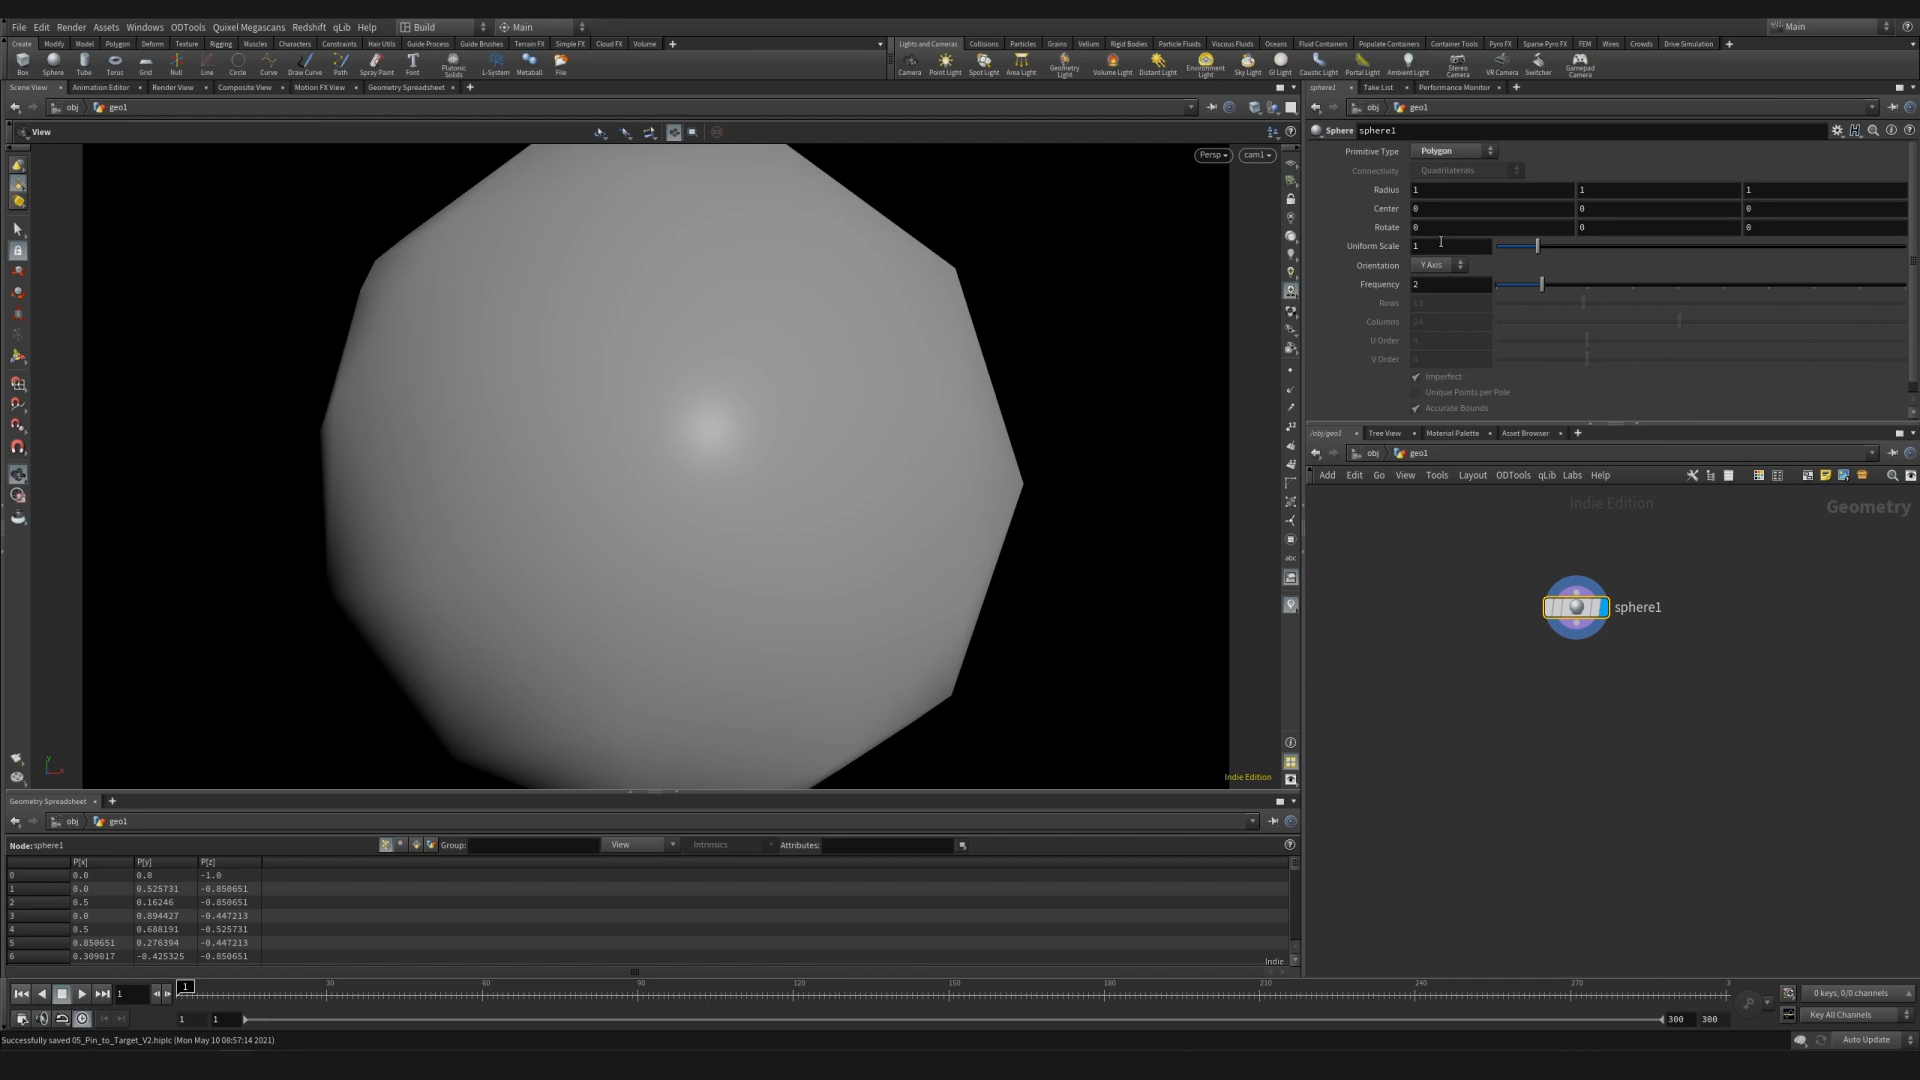 File Edit Render Assets Windows ODTools Quixel Megascans Redshift qLib Help Build Main Main
Create Modify Model Polygon Deform Texture Rigging Muscles Characters Constraints Hair Utils Guide Process Guide Brushes Terrain FX Simple FX Cloud FX Volume
Lights and Cameras Collisions Particles Grains Vellum Rigid Bodies Particle Fluids Viscous Fluids Oceans Fluid Containers Populate Containers Container Tools Pyro FX Sparse Pyro FX FEM Wires Crowds Drive Simulation
Box Sphere Tube Torus Grid Null Line Circle Curve Draw Curve Path Spray Paint Font Platonic Solids L-System Metaball File
Camera Point Light Spot Light Area Light Geometry Light Volume Light Distant Light Environment Light Sky Light GI Light Caustic Light Portal Light Ambient Light Stereo Camera VR Camera Switcher Gamepad Camera
Scene View Animation Editor Render View Composite View Motion FX View Geometry Spreadsheet
sphere1 Take List Performance Monitor
obj geo1
obj geo1
View
Sphere sphere1
Persp cam1
Primitive Type Polygon
Connectivity Quadrilaterals
Radius 1 1 1
Center 0 0 0
Rotate 0 0 0
Uniform Scale 1
Orientation Y Axis
Frequency 2
Rows 13
Columns 24
U Order 4
V Order 4
Imperfect
Unique Points per Pole
Accurate Bounds
/obj/geo1 Tree View Material Palette Asset Browser
obj geo1
Add Edit Go View Tools Layout ODTools qLib Labs Help
Indie Edition
Geometry
sphere1
abc
y
x
Indie Edition
Geometry Spreadsheet
obj geo1
Node: sphere1 Group: View Intrinsics Attributes:
P[x] P[y] P[z]
0 0.0 0.0 -1.0
1 0.0 0.525731 -0.850651
2 0.5 0.16246 -0.850651
3 0.0 0.894427 -0.447213
4 0.5 0.688191 -0.525731
5 0.850651 0.276394 -0.447213
6 0.309017 -0.425325 -0.850651
Indie
1 1 30 60 90 120 150 180 210 240 270 3
0 keys, 0/0 channels
1 1 300 300
Key All Channels
Successfully saved 05_Pin_to_Target_V2.hiplc (Mon May 10 08:57:14 2021)
Auto Update